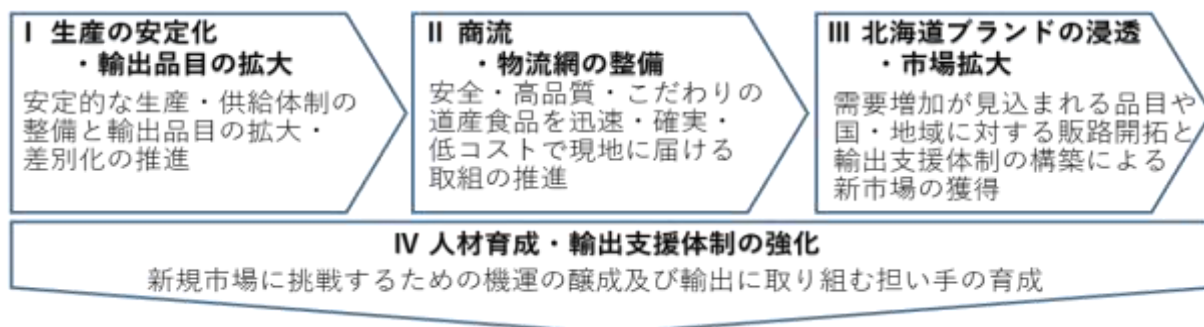 Ⅰ 生産の安定化
・輸出品目の拡大
安定的な生産・供給体制の
整備と輸出品目の拡大・
差別化の推進
Ⅱ 商流
・物流網の整備
安全・高品質・こだわりの
道産食品を迅速・確実・
低コストで現地に届ける
取組の推進
Ⅲ 北海道ブランドの浸透
・市場拡大
需要増加が見込まれる品目や
国・地域に対する販路開拓と
輸出支援体制の構築による
新市場の獲得
Ⅳ 人材育成・輸出支援体制の強化
新規市場に挑戦するための機運の醸成及び輸出に取り組む担い手の育成